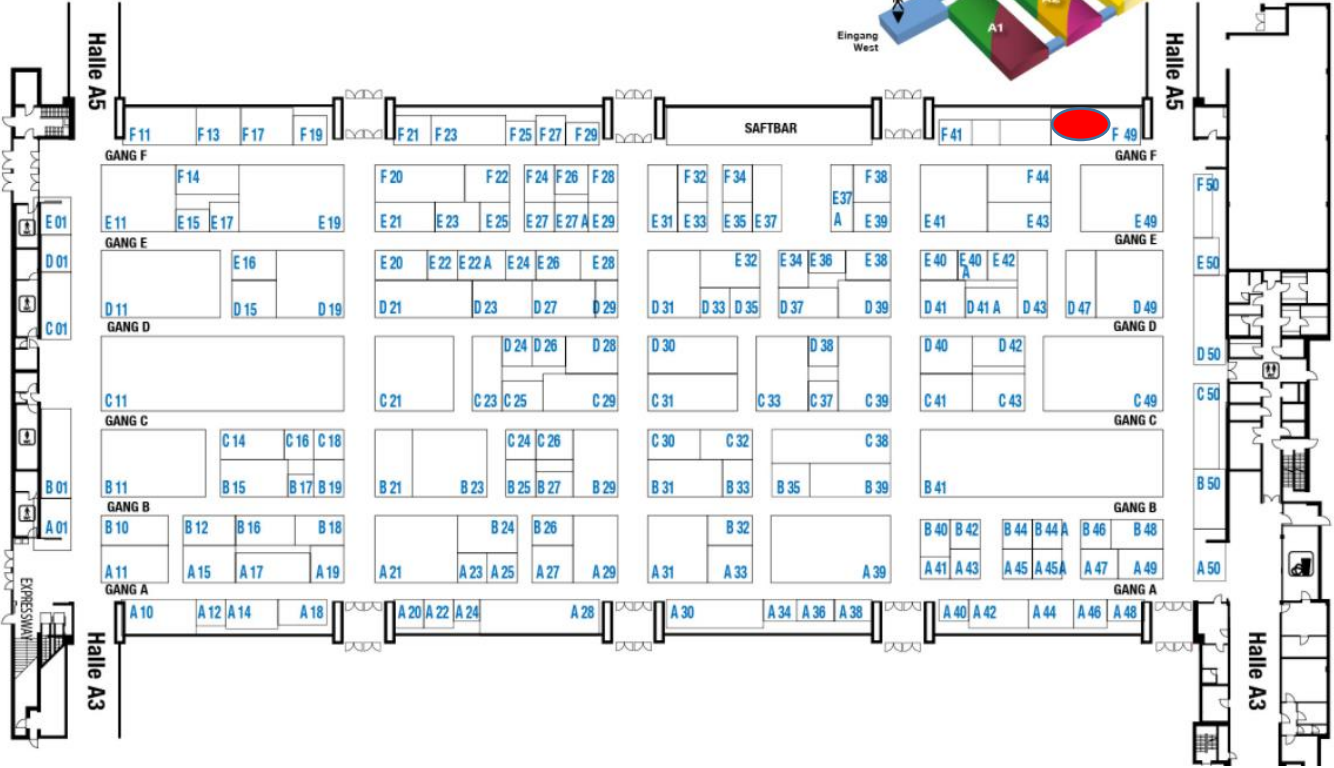 A2
A1
Eingang
West
Halle A5
Halle A5
F 11 F 13 F 17 F 19 F 21 F 23 F 25 F 27 F 29 SAFTBAR F 41 F 49
GANG F GANG F
F 14 F 20 F 22 F 24 F 26 F 28 F 32 F 34 F 38 F 44 F 50
E37
A
E 01 E 11 E 15 E 17 E 19 E 21 E 23 E 25 E 27 E 27 A E 29 E 31 E 33 E 35 E 37 E 39 E 41 E 43 E 49
GANG E GANG E
D 01 E 16 E 20 E 22 E 22 A E 24 E 26 E 28 E 32 E 34 E 36 E 38 E 40 E 40 E 42 E 50
A
D 11 D 15 D 19 D 21 D 23 D 27 D 29 D 31 D 33 D 35 D 37 D 39 D 41 D 41 A D 43 D 47 D 49
C 01 GANG D GANG D
D 24 D 26 D 28 D 30 D 38 D 40 D 42 D 50
C 11 C 21 C 23 C 25 C 29 C 31 C 33 C 37 C 39 C 41 C 43 C 49 C 50
GANG C GANG C
C 14 C 16 C 18 C 24 C 26 C 30 C 32 C 38
B 01 B 11 B 15 B 17 B 19 B 21 B 23 B 25 B 27 B 29 B 31 B 33 B 35 B 39 B 41 B 50
GANG B GANG B
A 01 B 10 B 12 B 16 B 18 B 24 B 26 B 32 B 40 B 42 B 44 B 44 A B 46 B 48
A 11 A 15 A 17 A 19 A 21 A 23 A 25 A 27 A 29 A 31 A 33 A 39 A 41 A 43 A 45 A 45A A 47 A 49 A 50
GANG A GANG A
EXPRESSWAY
A 10 A 12 A 14 A 18 A 20 A 22 A 24 A 28 A 30 A 34 A 36 A 38 A 40 A 42 A 44 A 46 A 48
Halle A3
Halle A3